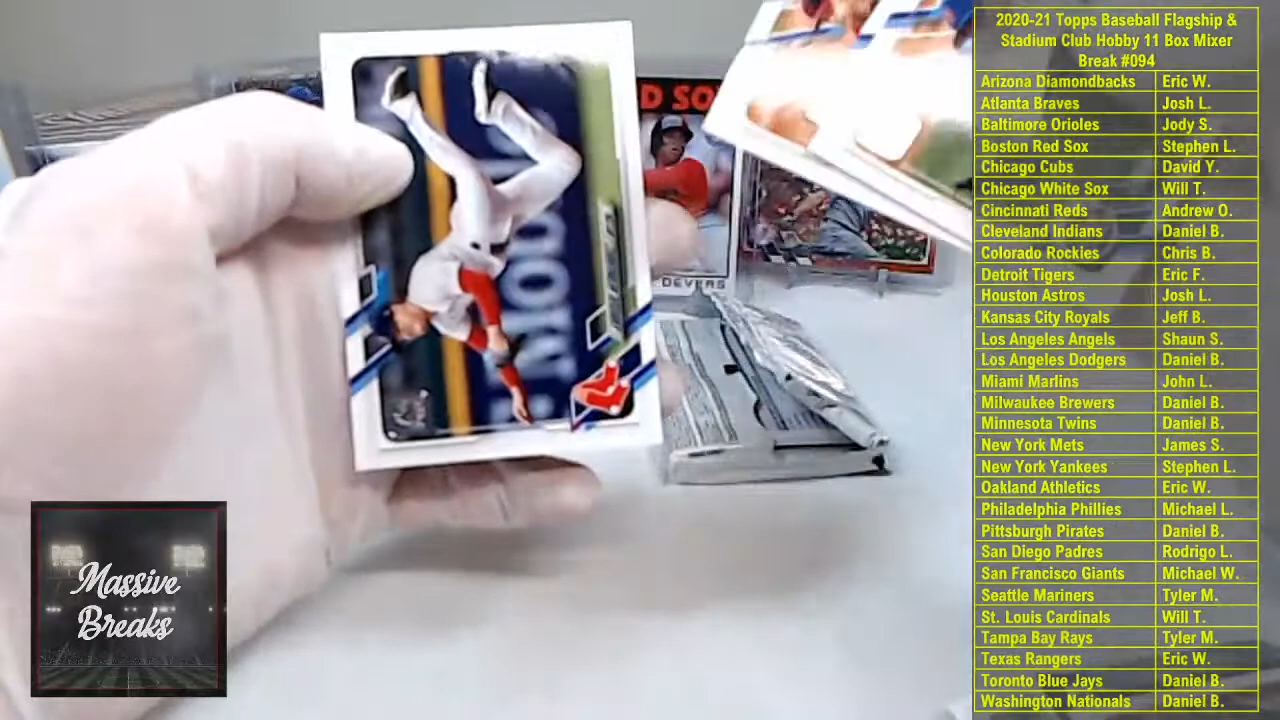 2020-21 Topps Baseball Flagship &
Stadium Club Hobby 11 Box Mixer
Break #094
Arizona Diamondbacks Eric W.
Atlanta Braves Josh L.
Baltimore Orioles Jody S.
Boston Red Sox Stephen L.
Chicago Cubs David Y.
Chicago White Sox Will T.
Cincinnati Reds Andrew O.
Cleveland Indians Daniel B.
Colorado Rockies Chris B.
Detroit Tigers Eric F.
Houston Astros Josh L.
Kansas City Royals Jeff B.
Los Angeles Angels Shaun S.
Los Angeles Dodgers Daniel B.
Miami Marlins John L.
Milwaukee Brewers Daniel B.
Minnesota Twins Daniel B.
New York Mets James S.
New York Yankees Stephen L.
Oakland Athletics Eric W.
Philadelphia Phillies Michael L.
Pittsburgh Pirates Daniel B.
San Diego Padres Rodrigo L.
San Francisco Giants Michael W.
Seattle Mariners Tyler M.
St. Louis Cardinals Will T.
Tampa Bay Rays Tyler M.
Texas Rangers Eric W.
Toronto Blue Jays Daniel B.
Washington Nationals Daniel B.
D SO
DEVERS
Massive
Breaks